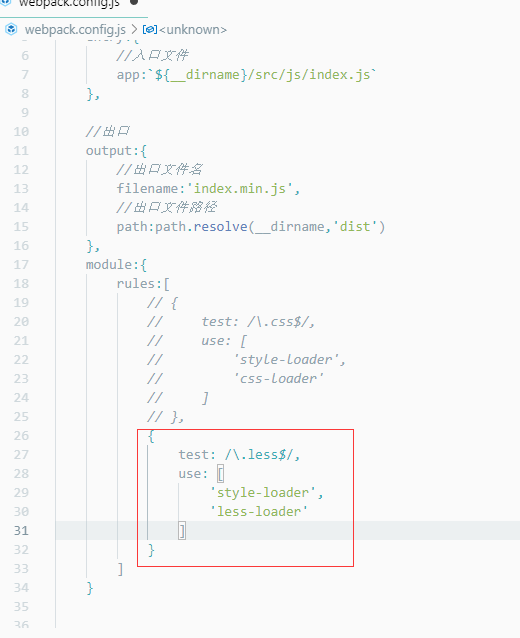 webpack.config.js ●
webpack.config.js > <unknown>
6 //入口文件
7 app:`${__dirname}/src/js/index.js`
8 },
9
10 //出口
11 output:{
12 //出口文件名
13 filename:'index.min.js',
14 //出口文件路径
15 path:path.resolve(__dirname,'dist')
16 },
17 module:{
18 rules:[
19 // {
20 // test: /\.css$/,
21 // use: [
22 // 'style-loader',
23 // 'css-loader'
24 // ]
25 // },
26 {
27 test: /\.less$/,
28 use: [
29 'style-loader',
30 'less-loader'
31 ]
32 }
33 ]
34 }
35
36